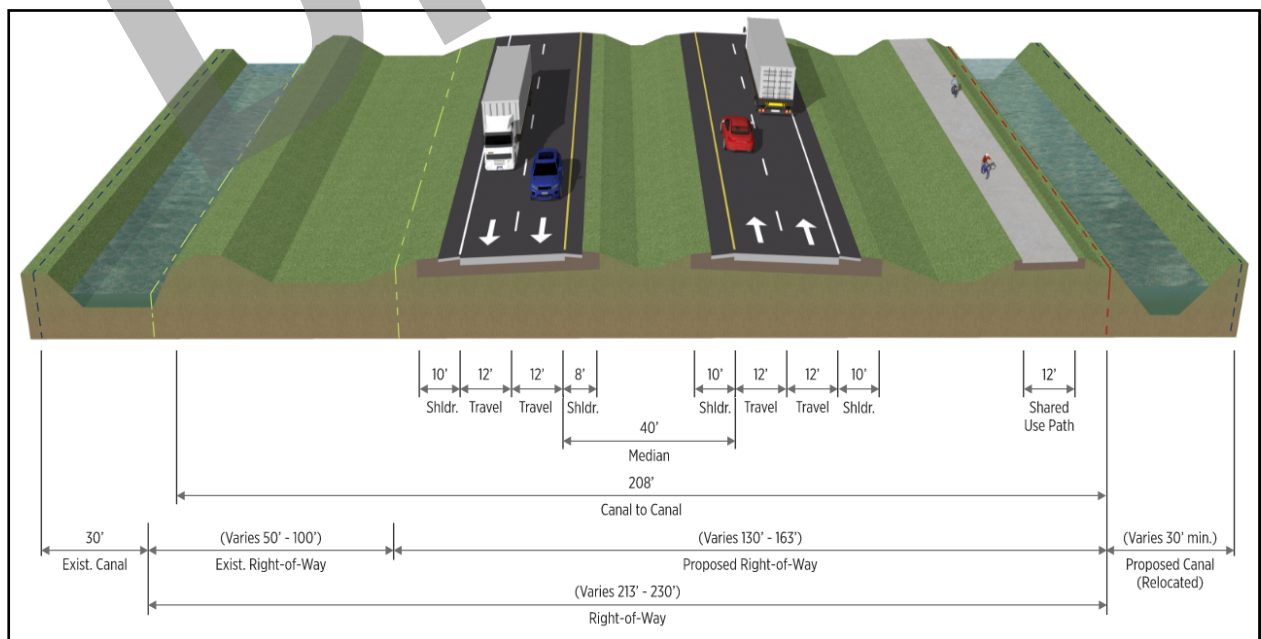 10' 12' 12' 8' 10' 12' 12' 10' 12'
Shldr. Travel Travel Shldr. Shldr. Travel Travel Shldr. Shared
Use Path
40'
Median
208'
Canal to Canal
30' (Varies 50' - 100') (Varies 130' - 163') (Varies 30' min.)
Exist. Canal Exist. Right-of-Way Proposed Right-of-Way Proposed Canal
(Relocated)
(Varies 213' - 230')
Right-of-Way